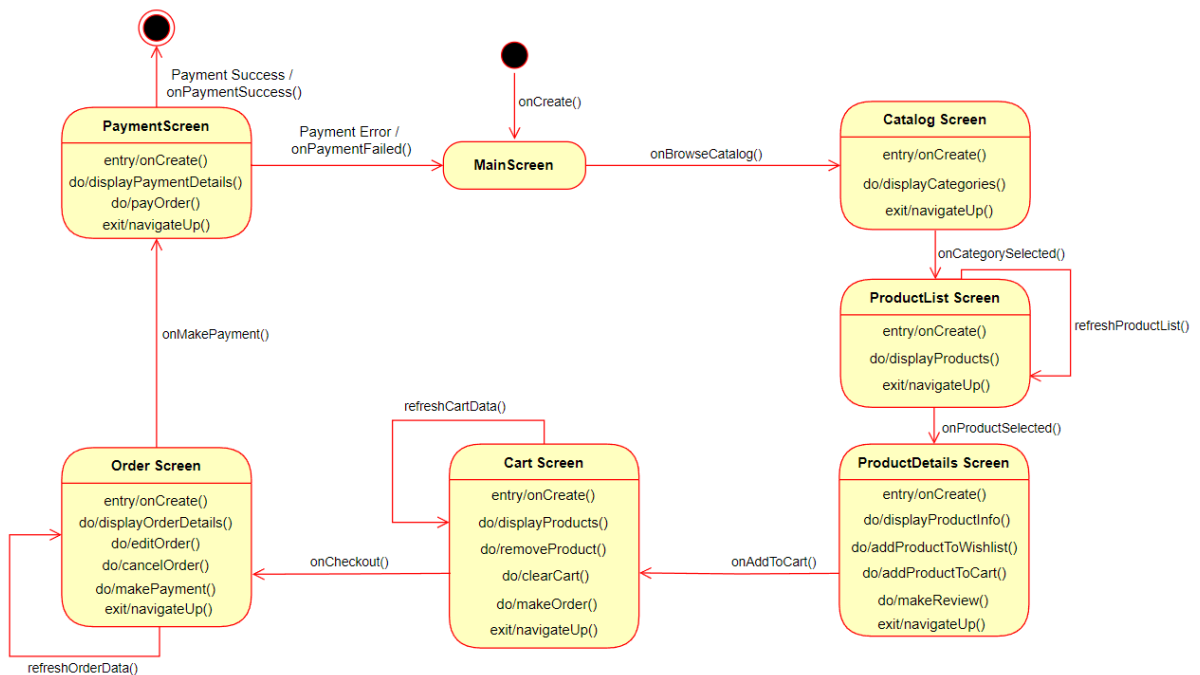 Payment Success /
onPaymentSuccess()
onCreate()
PaymentScreen
entry/onCreate()
do/displayPaymentDetails()
do/payOrder()
exit/navigateUp()
Payment Error /
onPaymentFailed()
MainScreen
onBrowseCatalog()
Catalog Screen
entry/onCreate()
do/displayCategories()
exit/navigateUp()
onCategorySelected()
ProductList Screen
entry/onCreate()
do/displayProducts()
exit/navigateUp()
refreshProductList()
onMakePayment()
onProductSelected()
refreshCartData()
Order Screen
entry/onCreate()
do/displayOrderDetails()
do/editOrder()
do/cancelOrder()
do/makePayment()
exit/navigateUp()
refreshOrderData()
onCheckout()
Cart Screen
entry/onCreate()
do/displayProducts()
do/removeProduct()
do/clearCart()
do/makeOrder()
exit/navigateUp()
onAddToCart()
ProductDetails Screen
entry/onCreate()
do/displayProductInfo()
do/addProductToWishlist()
do/addProductToCart()
do/makeReview()
exit/navigateUp()